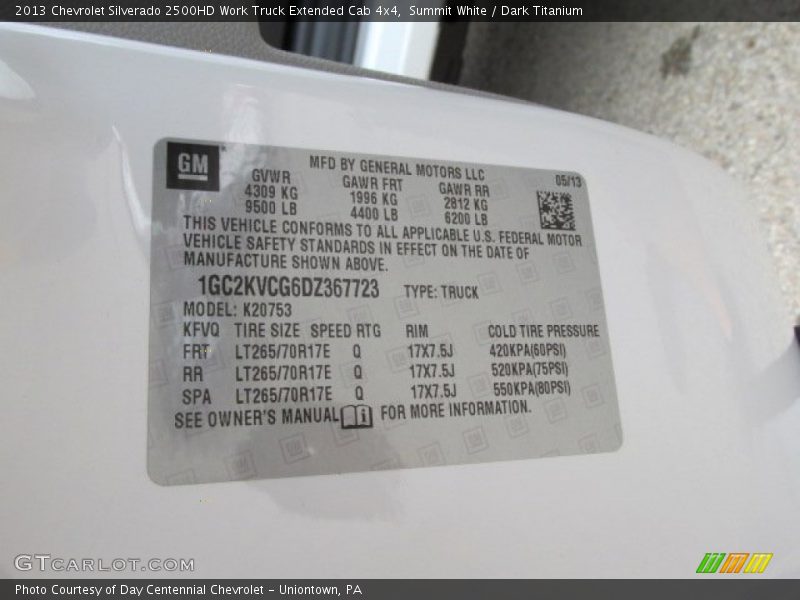 2013 Chevrolet Silverado 2500HD Work Truck Extended Cab 4x4, Summit White / Dark Titanium
GM
MFD BY GENERAL MOTORS LLC
05/13
GVWR GAWR FRT GAWR RR
4309 KG 1996 KG 2812 KG
9500 LB 4400 LB 6200 LB
THIS VEHICLE CONFORMS TO ALL APPLICABLE U.S. FEDERAL MOTOR
VEHICLE SAFETY STANDARDS IN EFFECT ON THE DATE OF
MANUFACTURE SHOWN ABOVE.
1GC2KVCG6DZ367723 TYPE: TRUCK
MODEL: K20753
KFVQ TIRE SIZE SPEED RTG RIM COLD TIRE PRESSURE
FRT LT265/70R17E Q 17X7.5J 420KPA(60PSI)
RR LT265/70R17E Q 17X7.5J 520KPA(75PSI)
SPA LT265/70R17E Q 17X7.5J 550KPA(80PSI)
SEE OWNER'S MANUAL FOR MORE INFORMATION.
GTCARLOT.COM
Photo Courtesy of Day Centennial Chevrolet - Uniontown, PA